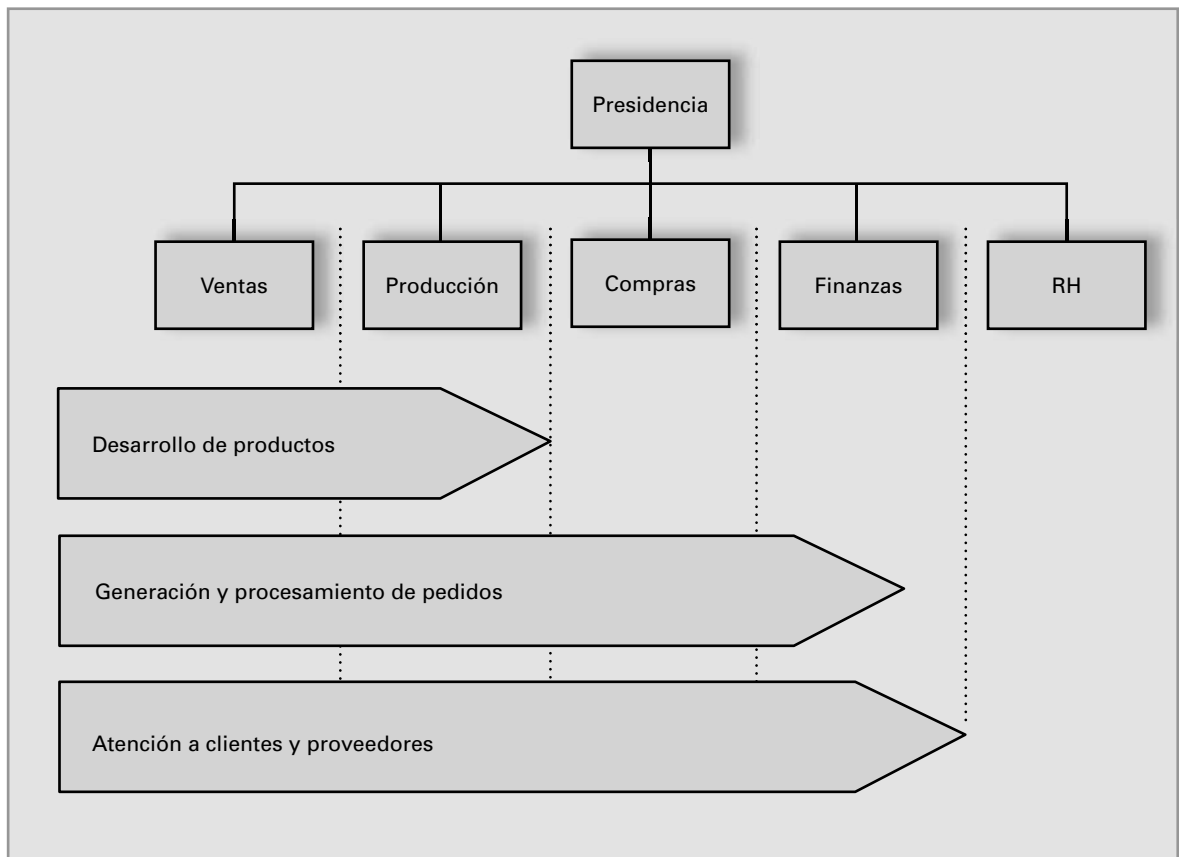 Presidencia
Ventas
Producción
Compras
Finanzas
RH
Desarrollo de productos
Generación y procesamiento de pedidos
Atención a clientes y proveedores